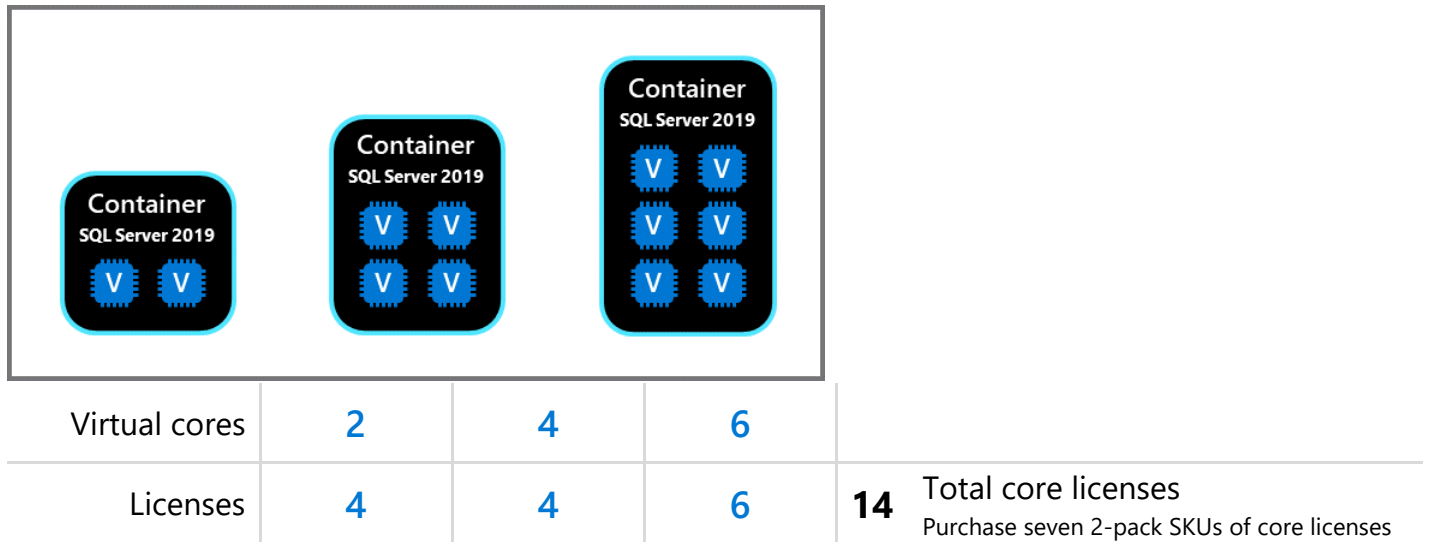 Container
SQL Server 2019
V V
Container
SQL Server 2019
V V
V V
Container
SQL Server 2019
V V
V V
V V
Virtual cores 2 4 6
Licenses 4 4 6 14 Total core licenses
Purchase seven 2-pack SKUs of core licenses